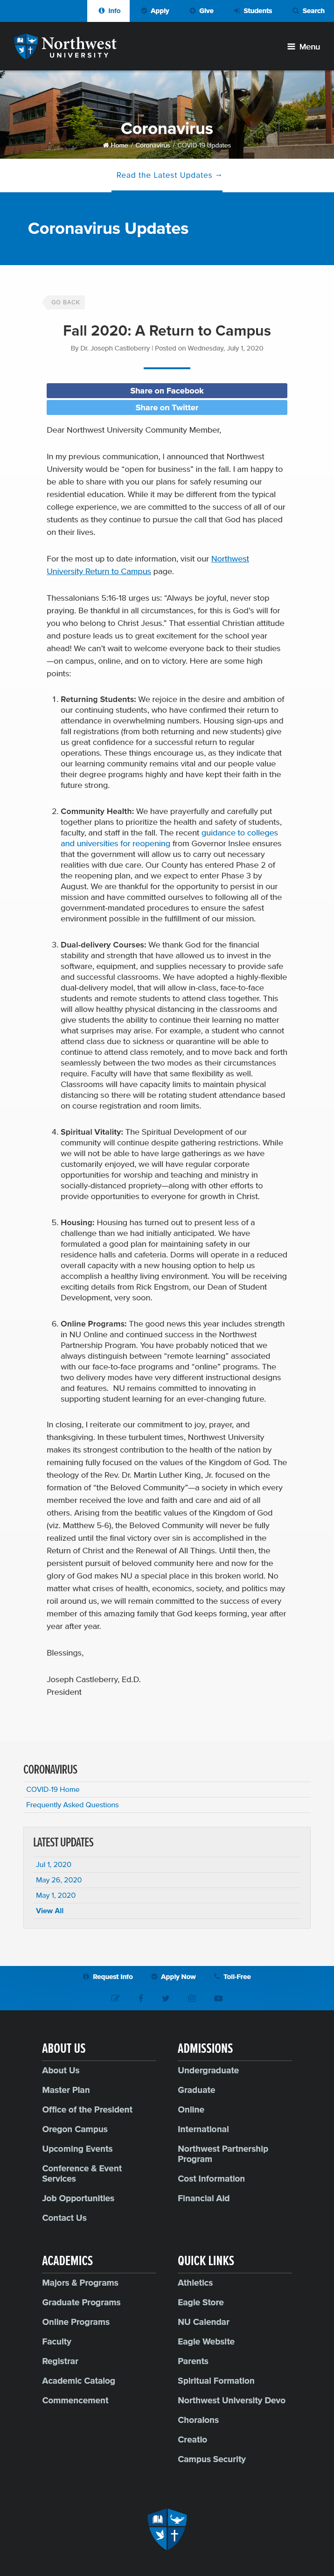 Info Apply Give Students Search
Northwest
UNIVERSITY
Menu
Coronavirus
Home / Coronavirus / COVID-19 Updates
Read the Latest Updates →
Coronavirus Updates
GO BACK
Fall 2020: A Return to Campus
By Dr. Joseph Castleberry | Posted on Wednesday, July 1, 2020
Share on Facebook
Share on Twitter
Dear Northwest University Community Member,
In my previous communication, I announced that Northwest
University would be “open for business” in the fall. I am happy to
be able to share with you our plans for safely resuming our
residential education. While it may be different from the typical
college experience, we are committed to the success of all of our
students as they continue to pursue the call that God has placed
on their lives.
For the most up to date information, visit our Northwest
University Return to Campus page.
Thessalonians 5:16-18 urges us: “Always be joyful, never stop
praying. Be thankful in all circumstances, for this is God’s will for
you who belong to Christ Jesus.” That essential Christian attitude
and posture leads us to great excitement for the school year
ahead! We can’t wait to welcome everyone back to their studies
—on campus, online, and on to victory. Here are some high
points:
1. Returning Students: We rejoice in the desire and ambition of
our continuing students, who have confirmed their return to
attendance in overwhelming numbers. Housing sign-ups and
fall registrations (from both returning and new students) give
us great confidence for a successful return to regular
operations. These things encourage us, as they indicate that
our learning community remains vital and our people value
their degree programs highly and have kept their faith in the
future strong.
2. Community Health: We have prayerfully and carefully put
together plans to prioritize the health and safety of students,
faculty, and staff in the fall. The recent guidance to colleges
and universities for reopening from Governor Inslee ensures
that the government will allow us to carry out necessary
realities with little difficulty. Our County has entered Phase 2 of
the reopening plan, and we expect to enter Phase 3 by
August. We are thankful for the opportunity to persist in our
mission and have committed ourselves to following all of the
government-mandated procedures to ensure the safest
environment possible in the fulfillment of our mission.
3. Dual-delivery Courses: We thank God for the financial
stability and strength that have allowed us to invest in the
software, equipment, and supplies necessary to provide safe
and successful courses. We have adopted a highly-flexible
dual-delivery model, that will allow in-class, face-to-face
students and remote students to attend class together. This
will allow healthy physical distancing in the classrooms and
give students the ability to continue their learning no matter
what surprises may arise. For example, a student who cannot
attend class due to sickness or quarantine will be able to
continue to attend class remotely, and to move back and forth
seamlessly between the two modes as their circumstances
require. Faculty will have that same flexibility as well.
Classrooms will have capacity limits to maintain physical
distancing so there will be rotating student attendance based
on course registration and room limits.
4. Spiritual Vitality: The Spiritual Development of our
community will continue despite gathering restrictions. While
we will not be able to have large gatherings as we have
customarily enjoyed, we will have regular corporate
opportunities for worship and teaching and ministry in
socially-distanced propriety—along with other efforts to
provide opportunities to everyone for growth in Christ.
5. Housing: Housing has turned out to present less of a
challenge than we had initially anticipated. We have
formulated a good plan for maintaining safety in our
residence halls and cafeteria. Dorms will operate in a reduced
overall capacity with a new housing option to help us
accommodate and keep everyone healthy. You will be receiving
exciting details from Rick Engstrom, our Dean of Student
Development, very soon.
6. Online Programs: The good news this year includes strength
in NU Online and continued success in the Northwest
Partnership Program. You have probably noticed that we
always distinguish between “remote learning” associated
with our face-to-face programs and “online” programs. The
two delivery modes have very different instructional designs
and features. NU remains committed to innovating to
supporting student learning for an ever-changing future.
In closing, I reiterate our commitment to joy, prayer, and
thanksgiving. In these turbulent times, Northwest University
makes its strongest contribution to the health of the nation by
remaining fully focused on the values of the Kingdom of God. The
theology of the Rev. Dr. Martin Luther King, Jr. focused on the
formation of “the Beloved Community”—a society in which every
member received the love and faith and care and aid of all
others. Arising from the beatific values of the Kingdom of God
(viz. Matthew 5-6), the Beloved Community will never be fully
realized until the final victory over sin is accomplished in the
Return of Christ and the Renewal of All Things. Until then, the
persistent pursuit of beloved community here and now for the
glory of God makes NU a special place in this broken world. No
matter what crises of health, economics, society, and politics may
roil around us, we will remain committed to the success of every
member of this amazing family that God keeps forming, year after
year after year.
Blessings,
Joseph Castleberry, Ed.D.
President
CORONAVIRUS
COVID-19 Home
Frequently Asked Questions
LATEST UPDATES
Jul 1, 2020
May 26, 2020
May 1, 2020
View All
Request Info Apply Now Toll-Free
ABOUT US
About Us
Master Plan
Office of the President
Oregon Campus
Upcoming Events
Conference & Event
Services
Job Opportunities
Contact Us
ADMISSIONS
Undergraduate
Graduate
Online
International
Northwest Partnership
Program
Cost Information
Financial Aid
ACADEMICS
Majors & Programs
Graduate Programs
Online Programs
Faculty
Registrar
Academic Catalog
Commencement
QUICK LINKS
Athletics
Eagle Store
NU Calendar
Eagle Website
Parents
Spiritual Formation
Northwest University Devo
Choralons
Creatio
Campus Security